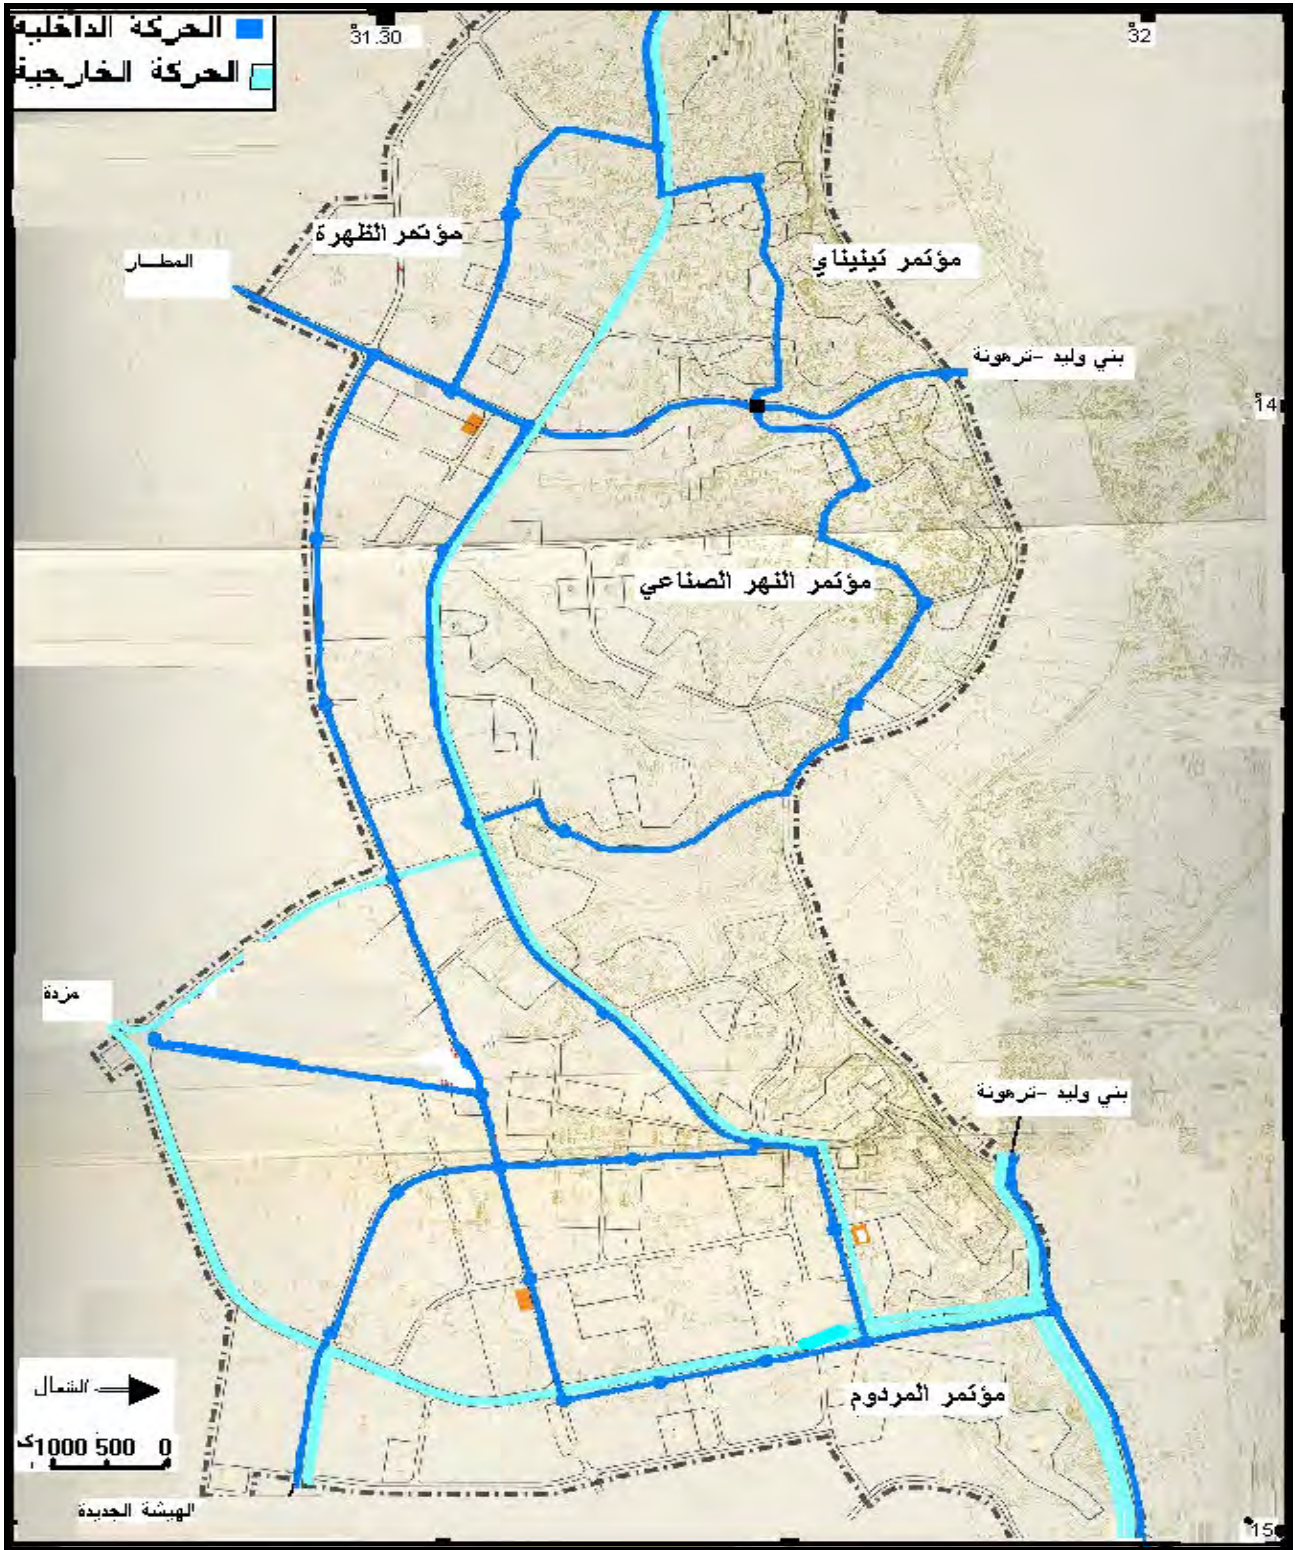 الحركة الداخلية
الحركة الخارجية
31.30
32
مؤتمر الظهرة
المطار
مؤتمر تينيناي
بني وليد -ترهونة
14
مؤتمر النهر الصناعي
مزدة
بني وليد -ترهونة
الشمال
مؤتمر المردوم
1000 500 0
الهيشة الجديدة
15